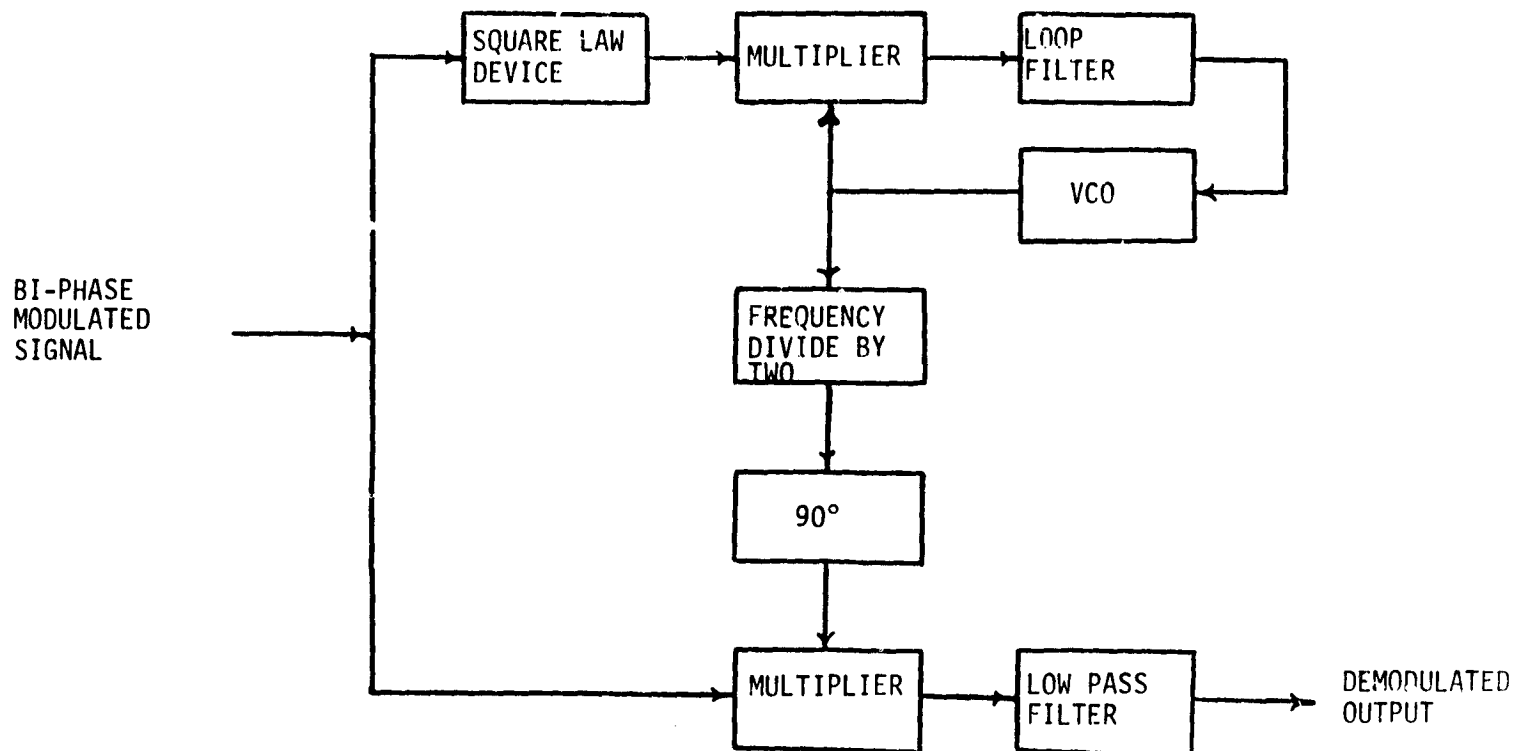 SQUARE LAW
DEVICE
MULTIPLIER
LOOP
FILTER
VCO
BI-PHASE
MODULATED
SIGNAL
FREQUENCY
DIVIDE BY
TWO
90°
MULTIPLIER
LOW PASS
FILTER
DEMODULATED
OUTPUT